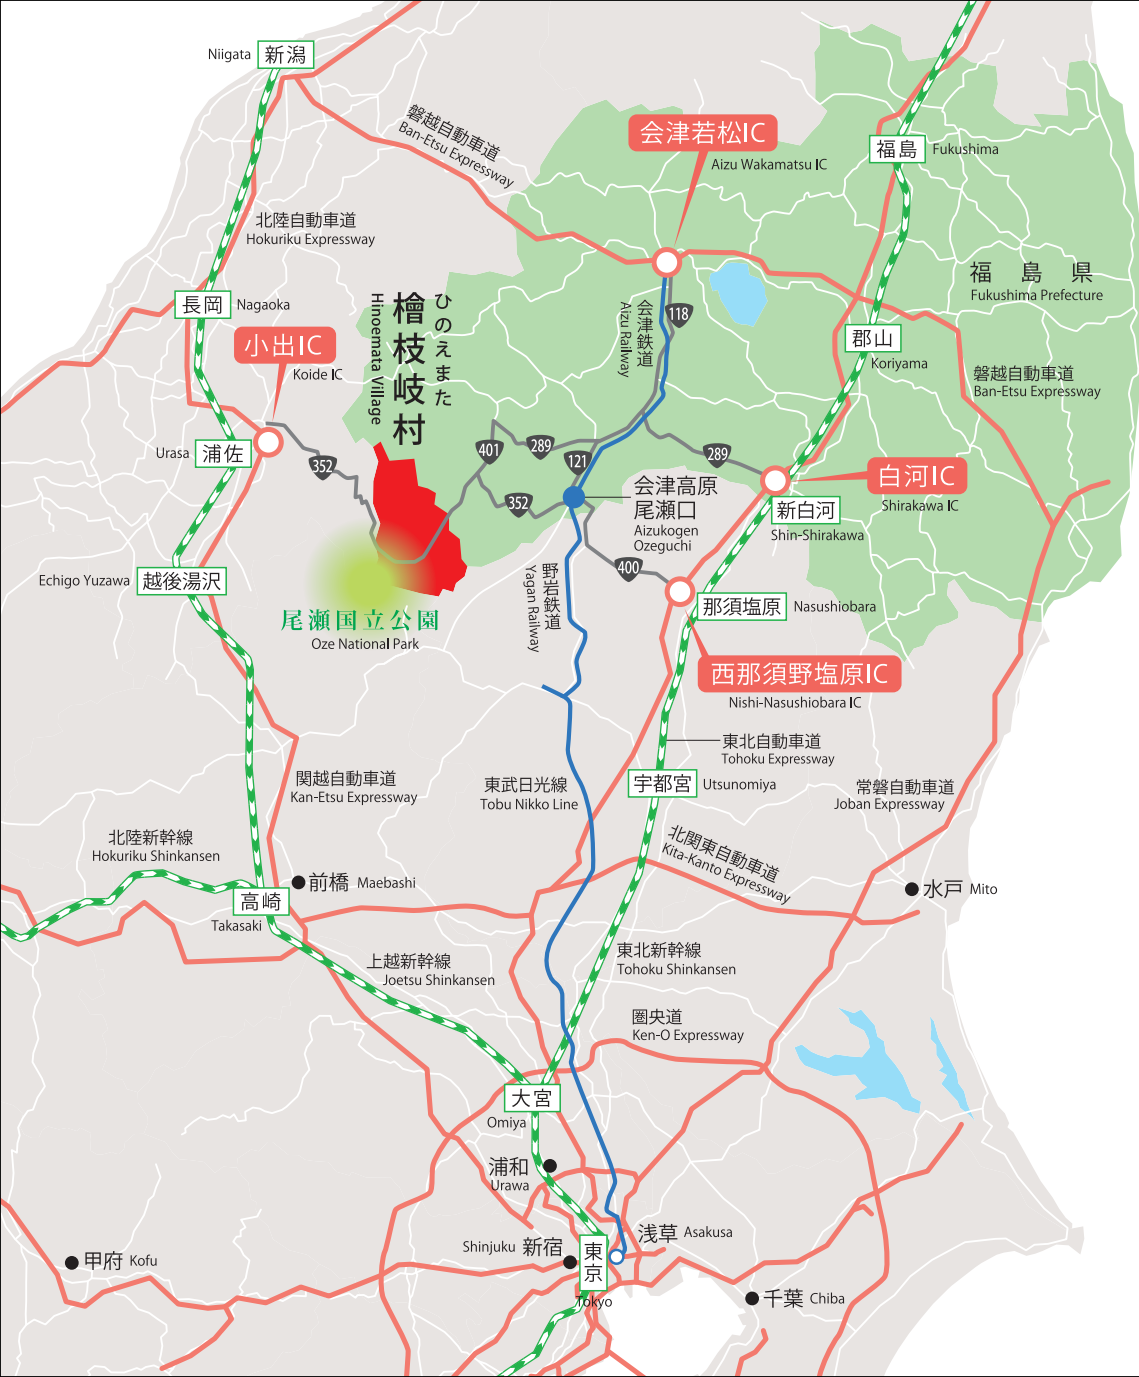 Niigata
新潟
磐越自動車道
Ban-Etsu Expressway
会津若松IC
Aizu Wakamatsu IC
福島
Fukushima
北陸自動車道
Hokuriku Expressway
福島県
Fukushima Prefecture
長岡
Nagaoka
ひのえまた
檜枝岐村
Hinoemata Village
会津鉄道
Aizu Railway
118
小出IC
Koide IC
郡山
Koriyama
磐越自動車道
Ban-Etsu Expressway
Urasa
浦佐
352
401
289
121
289
352
会津高原
尾瀬口
Aizukogen
Ozeguchi
白河IC
Shirakawa IC
新白河
Shin-Shirakawa
400
Echigo Yuzawa
越後湯沢
野岩鉄道
Yagan Railway
那須塩原
Nasushiobara
尾瀬国立公園
Oze National Park
西那須野塩原IC
Nishi-Nasushiobara IC
東北自動車道
Tohoku Expressway
関越自動車道
Kan-Etsu Expressway
東武日光線
Tobu Nikko Line
宇都宮
Utsunomiya
常磐自動車道
Joban Expressway
北陸新幹線
Hokuriku Shinkansen
北関東自動車道
Kita-Kanto Expressway
前橋
Maebashi
高崎
Takasaki
水戸
Mito
上越新幹線
Joetsu Shinkansen
東北新幹線
Tohoku Shinkansen
圏央道
Ken-O Expressway
大宮
Omiya
浦和
Urawa
浅草
Asakusa
Shinjuku
新宿
東京
Tokyo
甲府
Kofu
千葉
Chiba